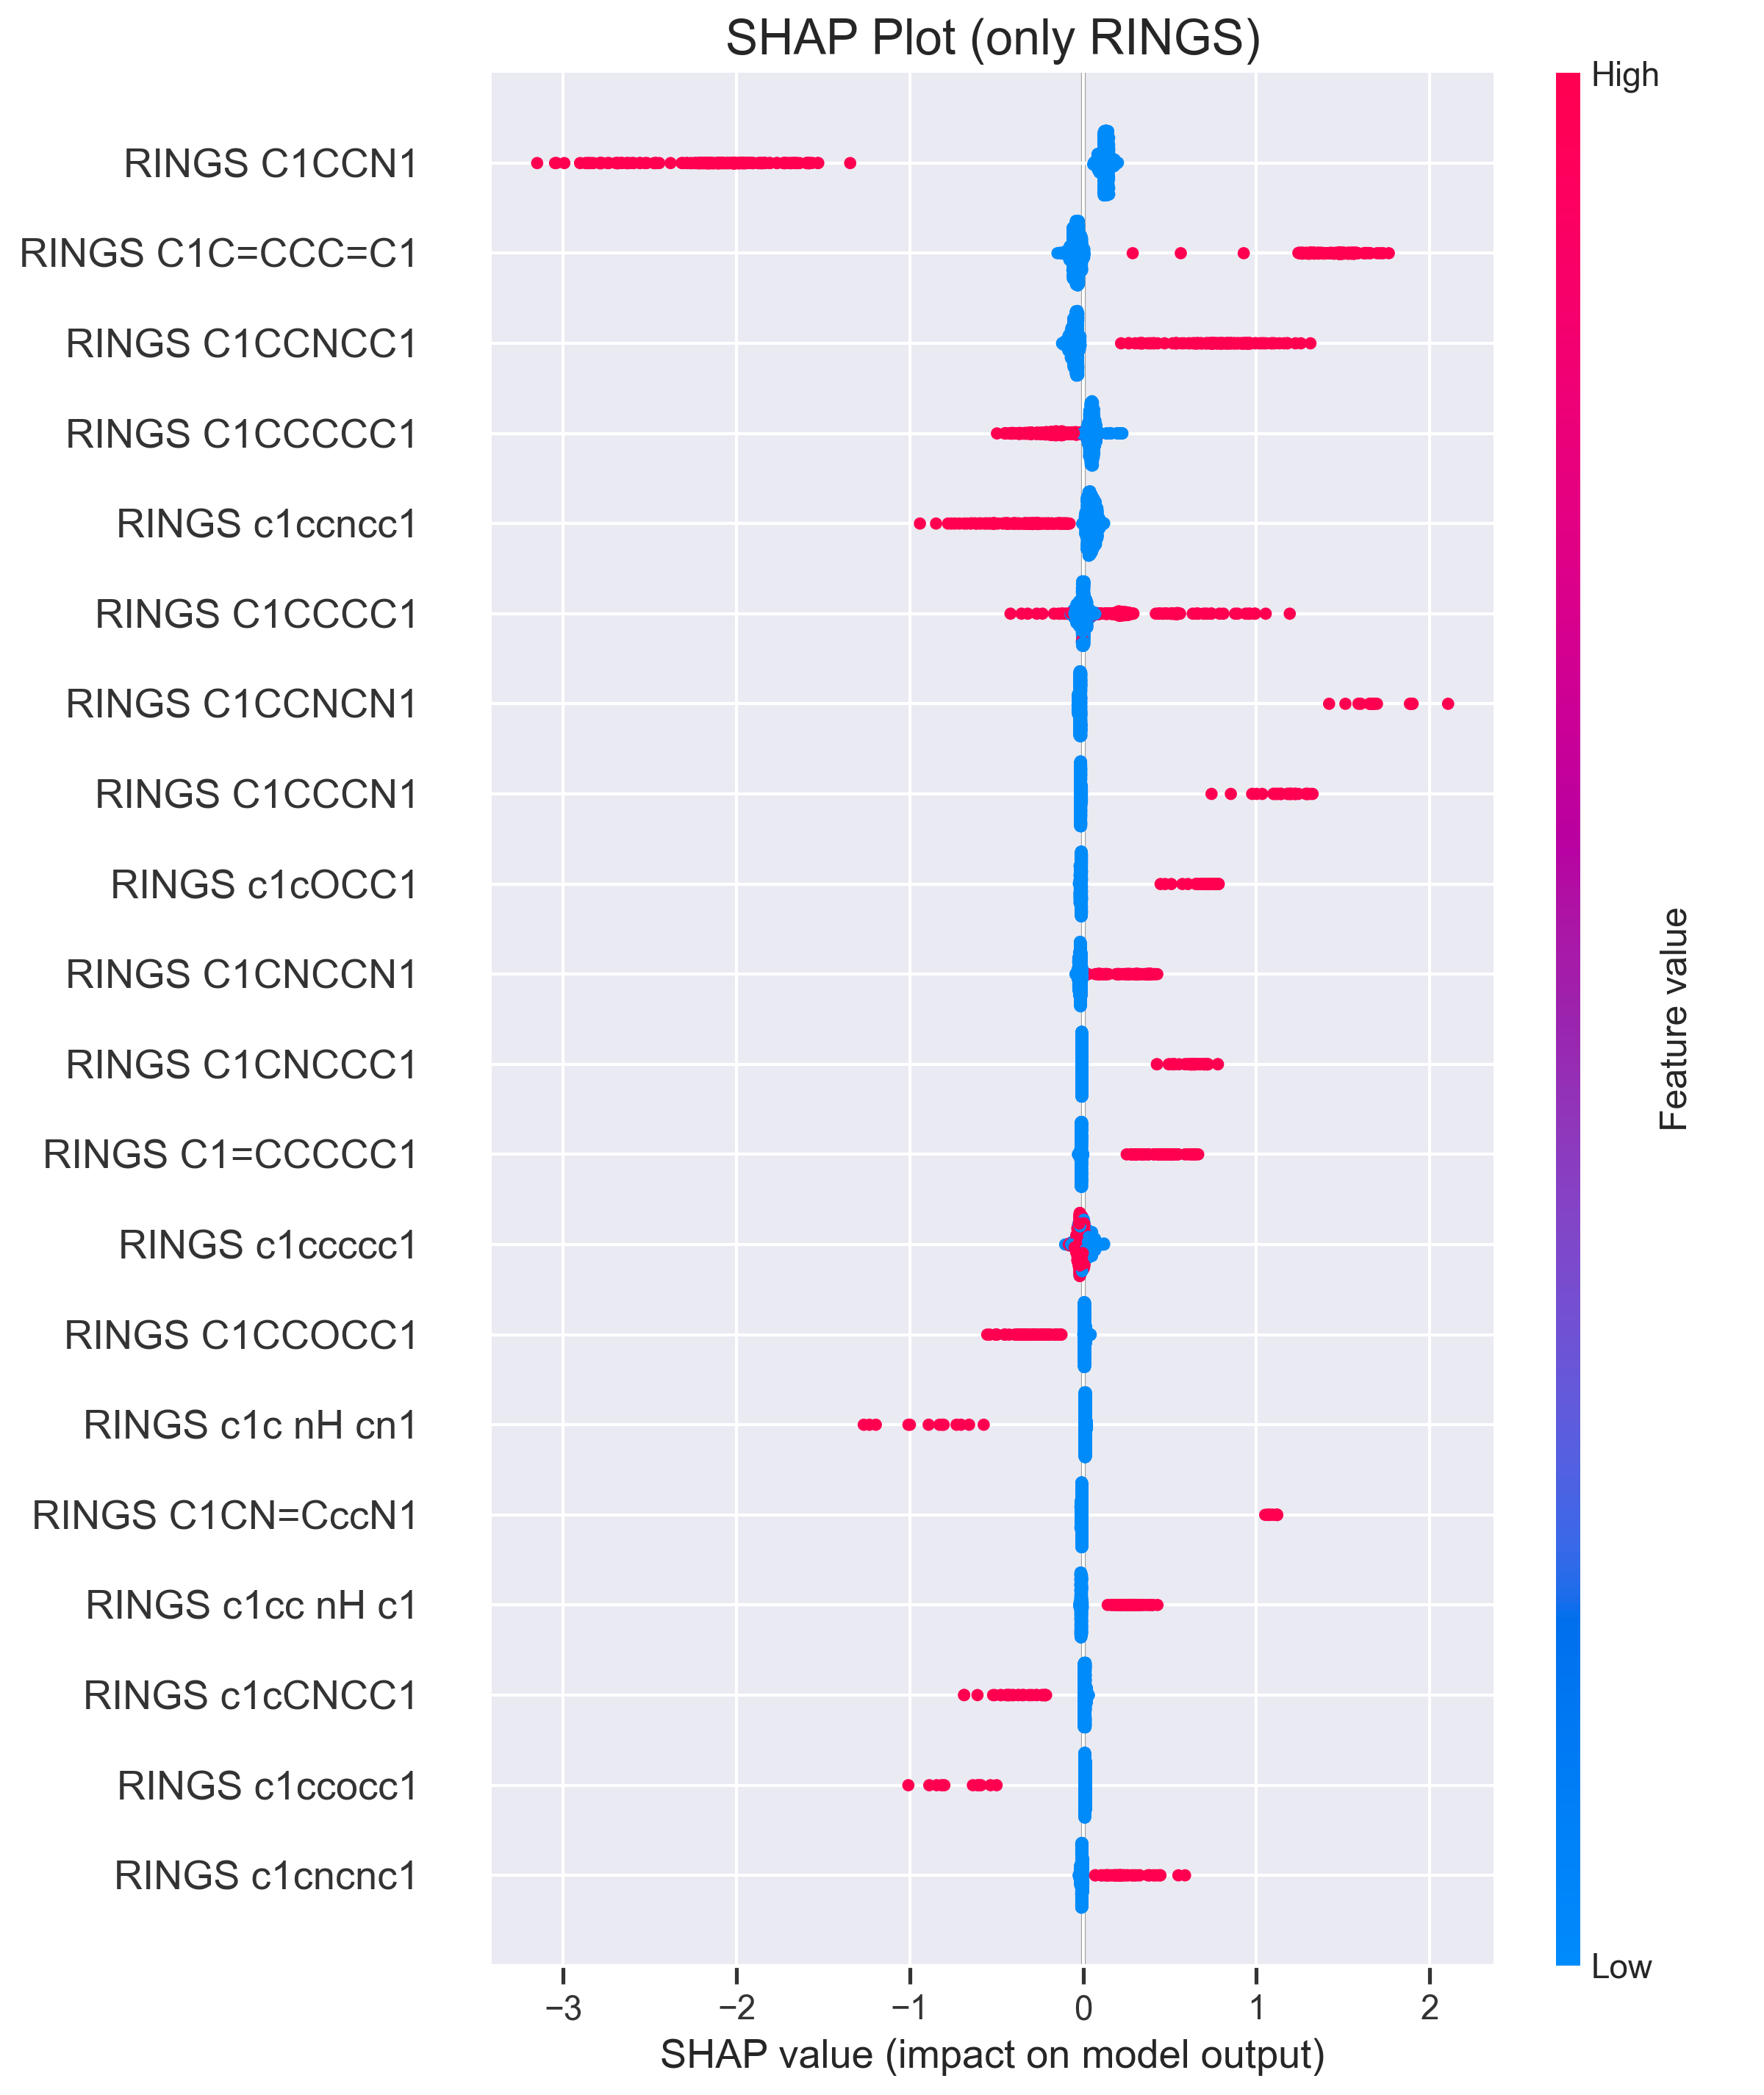 SHAP Plot (only RINGS)
High
RINGS C1CCN1
RINGS C1C=CCC=C1
RINGS C1CCNCC1
RINGS C1CCCCC1
RINGS c1ccncc1
RINGS C1CCCC1
RINGS C1CCNCN1
RINGS C1CCCN1
RINGS c1cOCC1
RINGS C1CNCCN1
RINGS C1CNCCC1
RINGS C1=CCCCC1
RINGS c1ccccc1
RINGS C1CCOCC1
RINGS c1c nH cn1
RINGS C1CN=CccN1
RINGS c1cc nH c1
RINGS c1cCNCC1
RINGS c1ccocc1
RINGS c1cncnc1
Feature value
Low
−3 −2 −1 0 1 2
SHAP value (impact on model output)